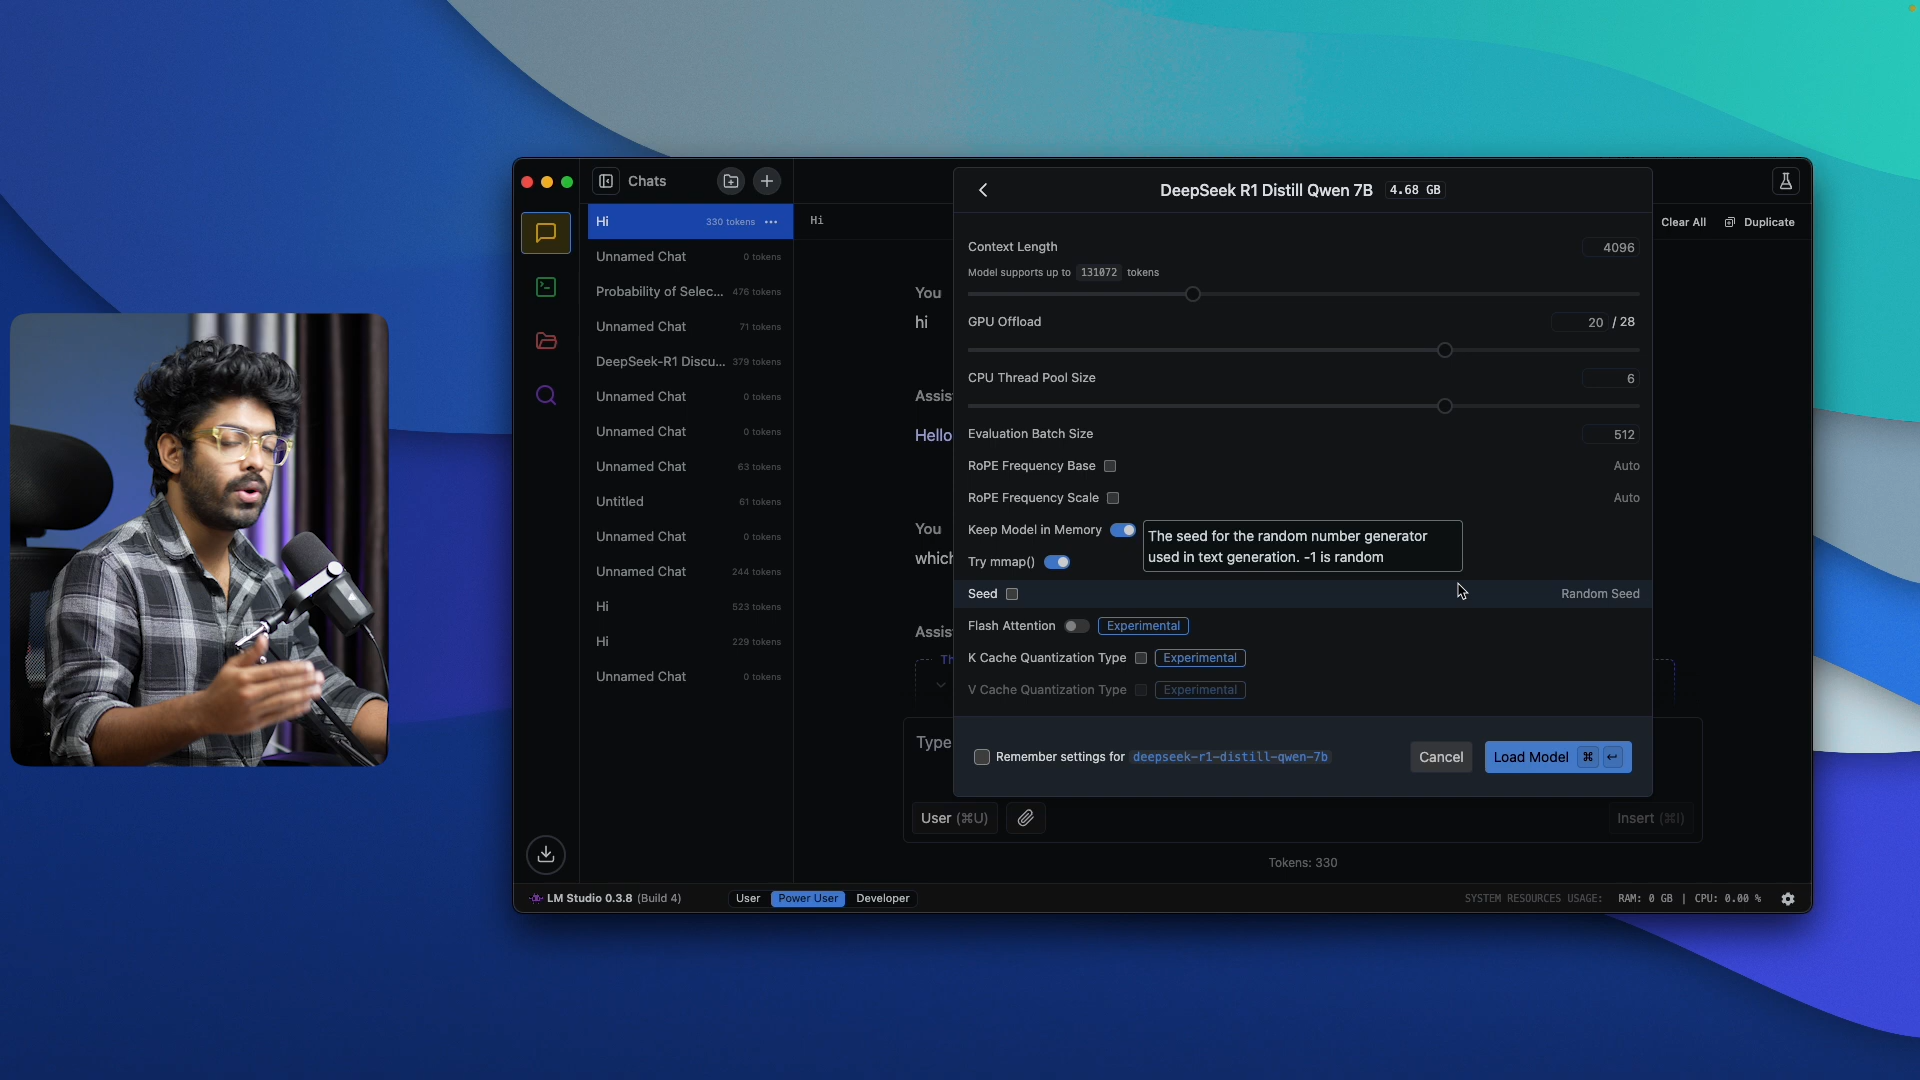 Chats
Hi 330 tokens ...
Unnamed Chat 0 tokens
Probability of Selec... 476 tokens
Unnamed Chat 71 tokens
DeepSeek-R1 Discu... 379 tokens
Unnamed Chat 0 tokens
Unnamed Chat 0 tokens
Unnamed Chat 63 tokens
Untitled 61 tokens
Unnamed Chat 0 tokens
Unnamed Chat 244 tokens
Hi 523 tokens
Hi 229 tokens
Unnamed Chat 0 tokens
Hi
Clear All Duplicate
You
hi
Assis
Hello
You
which
Assis
Th
Type
User (⌘U)
Insert (⌘I)
Tokens: 330
DeepSeek R1 Distill Qwen 7B 4.68 GB
Context Length 4096
Model supports up to 131072 tokens
GPU Offload 20 / 28
CPU Thread Pool Size 6
Evaluation Batch Size 512
RoPE Frequency Base Auto
RoPE Frequency Scale Auto
Keep Model in Memory
The seed for the random number generator
used in text generation. -1 is random
Try mmap()
Seed Random Seed
Flash Attention Experimental
K Cache Quantization Type Experimental
V Cache Quantization Type Experimental
Remember settings for deepseek-r1-distill-qwen-7b
Cancel Load Model ⌘ ↩
LM Studio 0.3.8 (Build 4) User Power User Developer SYSTEM RESOURCES USAGE: RAM: 0 GB | CPU: 0.00 %